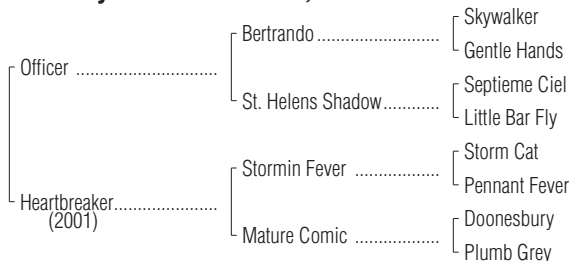 Skywalker
Bertrando
Gentle Hands
Officer
Septieme Ciel
St. Helens Shadow
Little Bar Fly
Storm Cat
Stormin Fever
Pennant Fever
Heartbreaker
(2001)
Doonesbury
Mature Comic
Plumb Grey